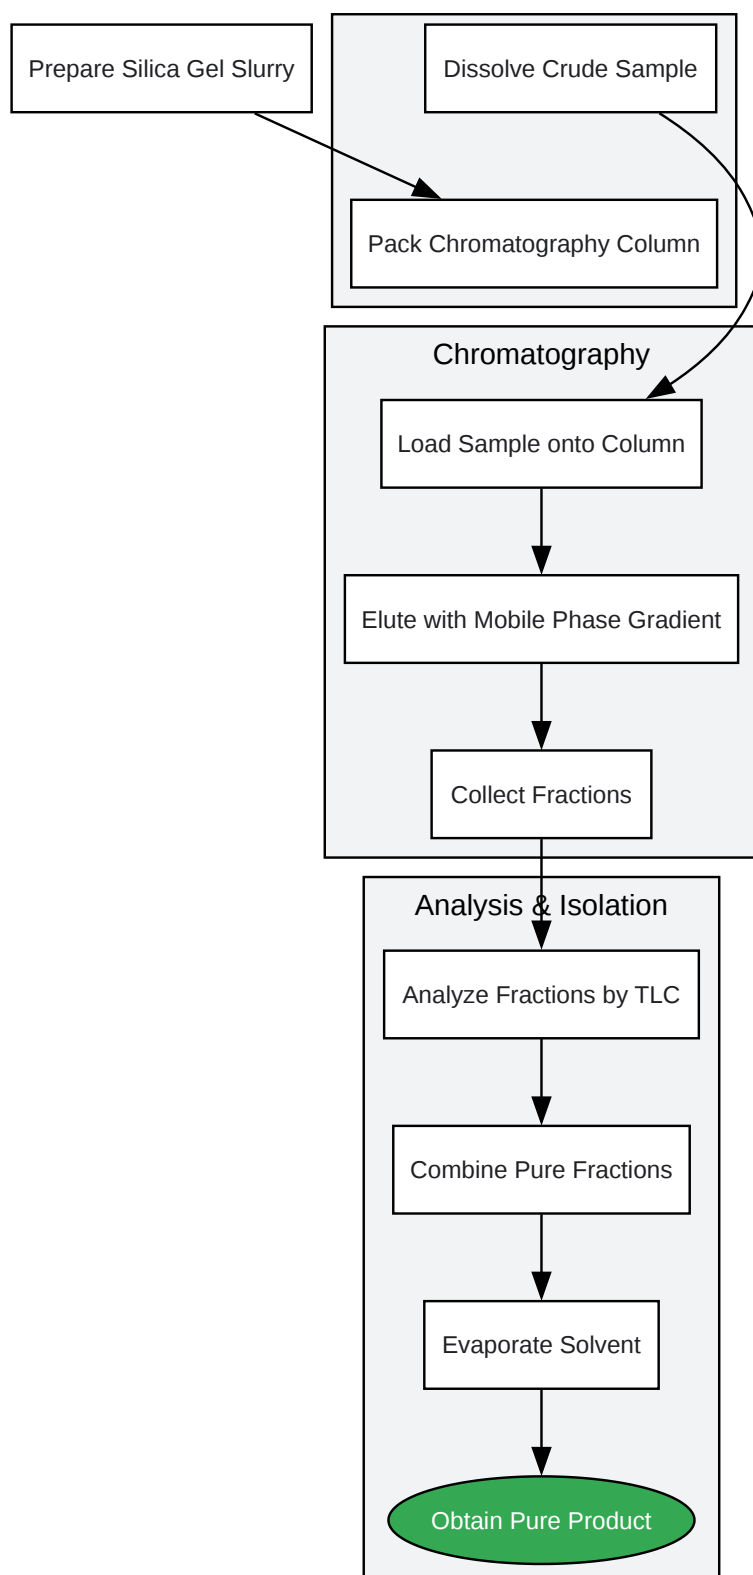 Prepare Silica Gel Slurry
Dissolve Crude Sample
Pack Chromatography Column
Chromatography
Load Sample onto Column
Elute with Mobile Phase Gradient
Collect Fractions
Analysis & Isolation
Analyze Fractions by TLC
Combine Pure Fractions
Evaporate Solvent
Obtain Pure Product